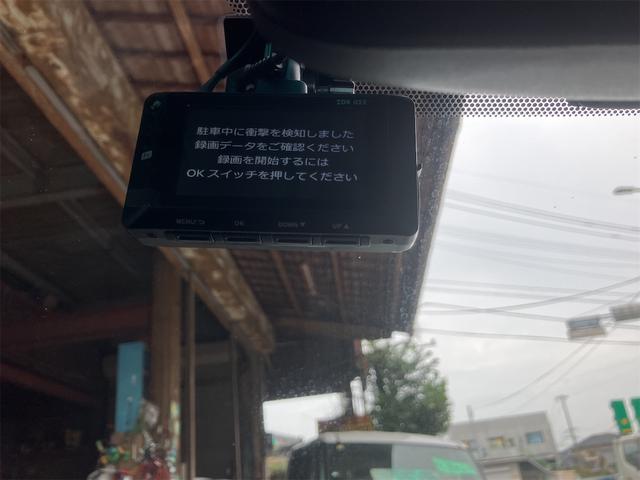 ZDR 035
駐車中に衝撃を検知しました
録画データをご確認ください
録画を開始するには
OKスイッチを押してください
MENU/⮌ OK DOWN▼ UP▲